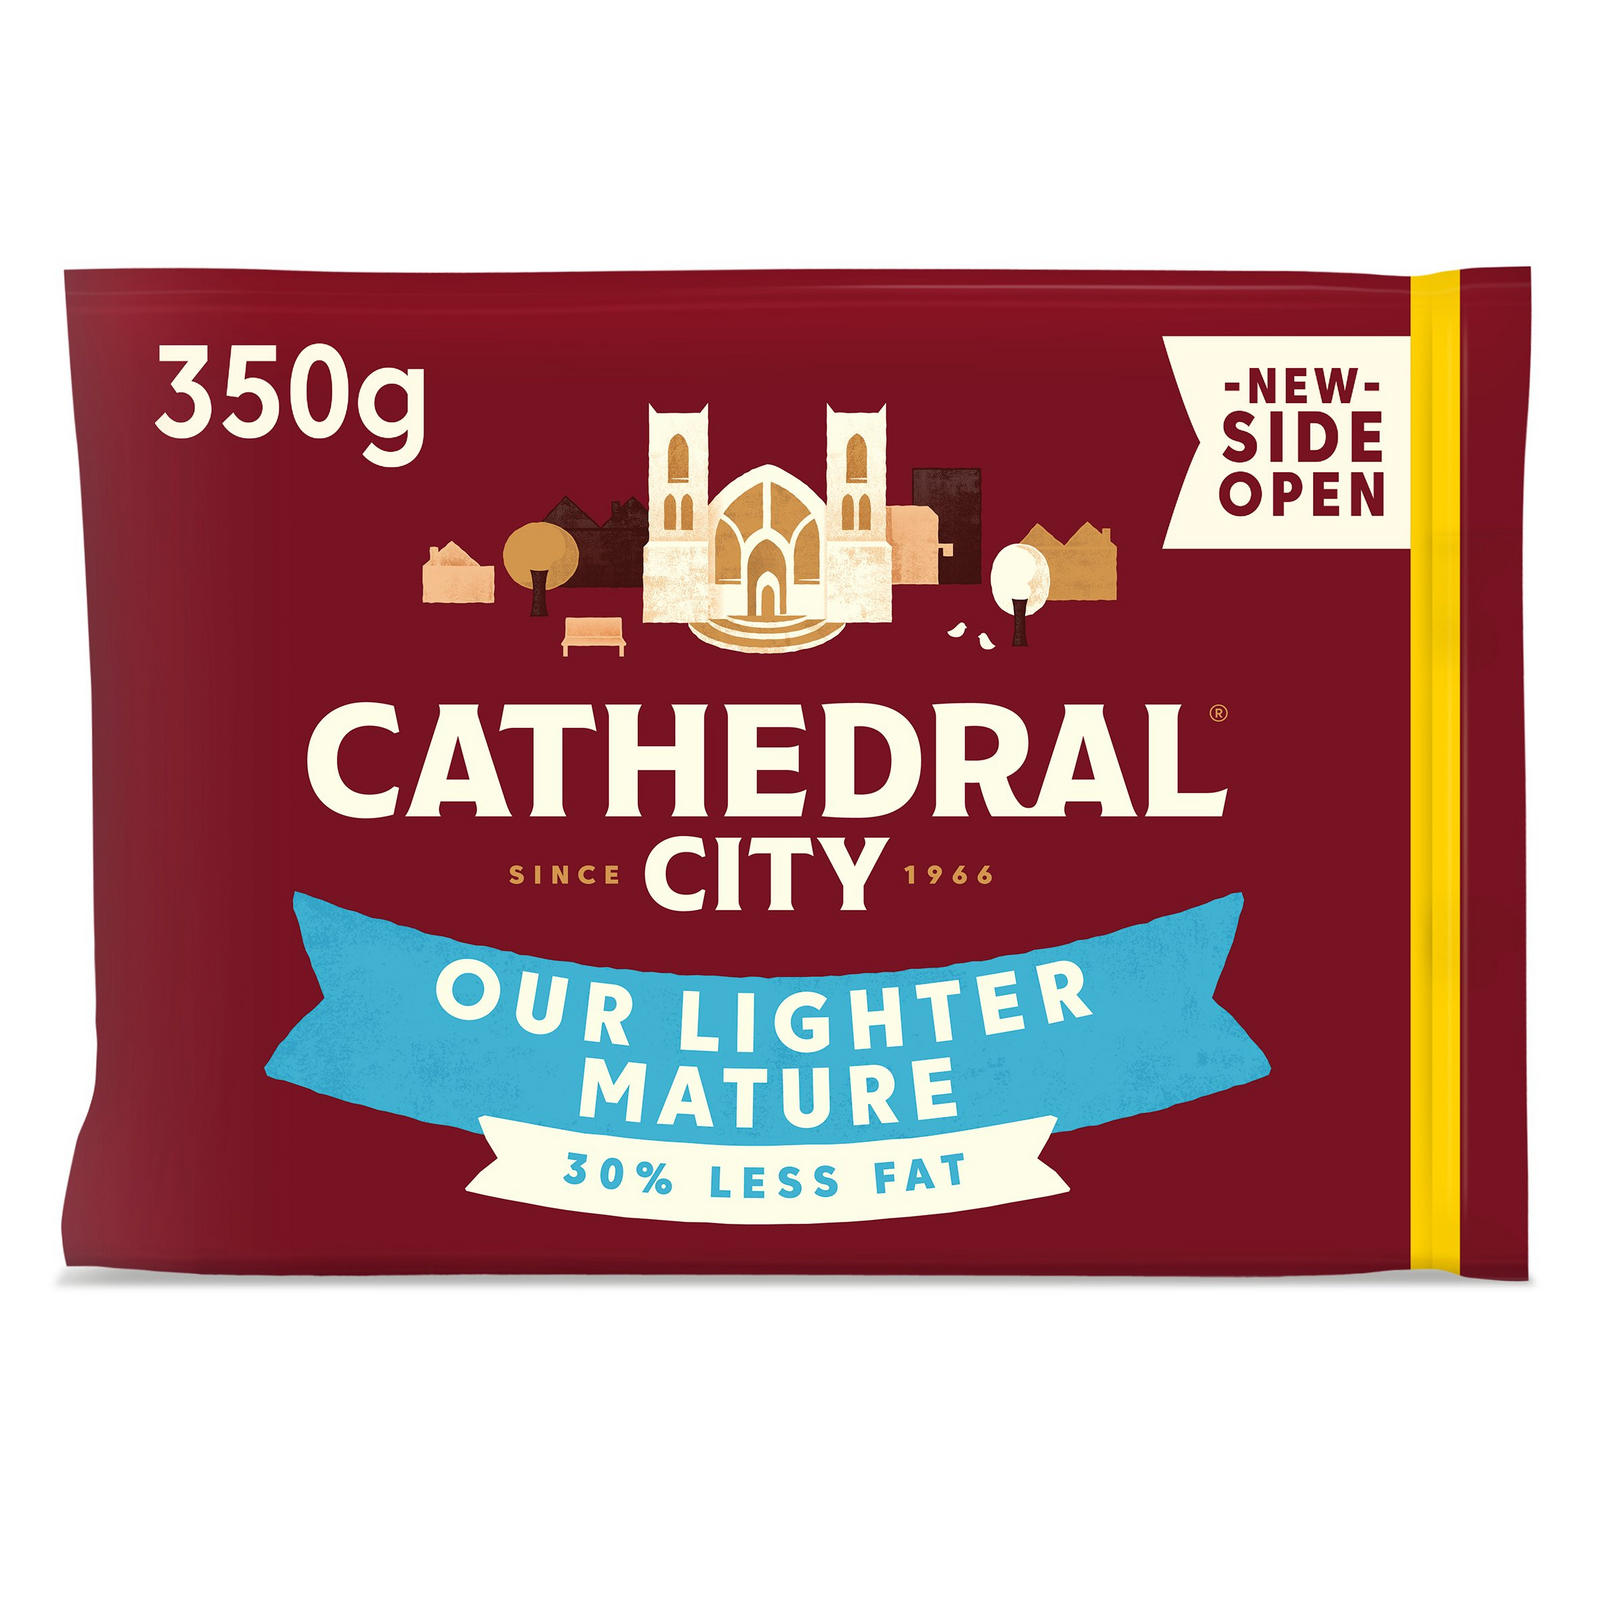 350g
-NEW-
SIDE
OPEN
CATHEDRAL®
SINCE CITY 1966
OUR LIGHTER
MATURE
30% LESS FAT